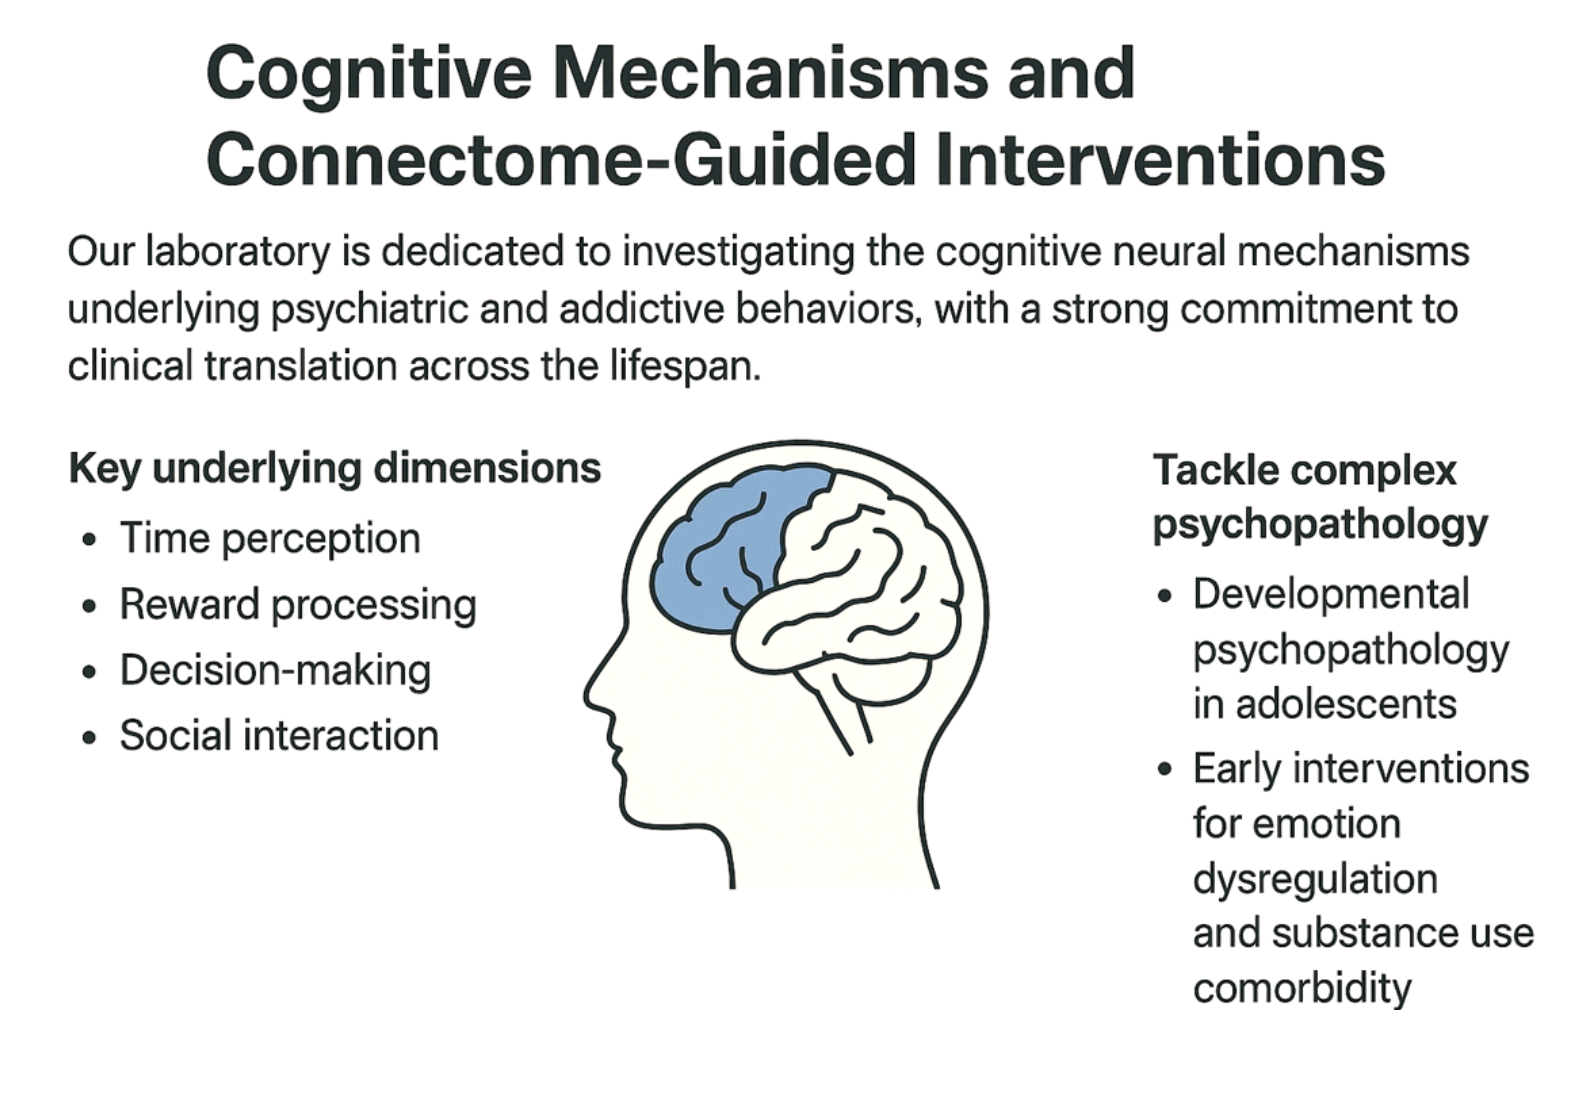 Cognitive Mechanisms and
Connectome-Guided Interventions
Our laboratory is dedicated to investigating the cognitive neural mechanisms
underlying psychiatric and addictive behaviors, with a strong commitment to
clinical translation across the lifespan.
Key underlying dimensions
• Time perception
• Reward processing
• Decision-making
• Social interaction
Tackle complex
psychopathology
• Developmental
psychopathology
in adolescents
• Early interventions
for emotion
dysregulation
and substance use
comorbidity